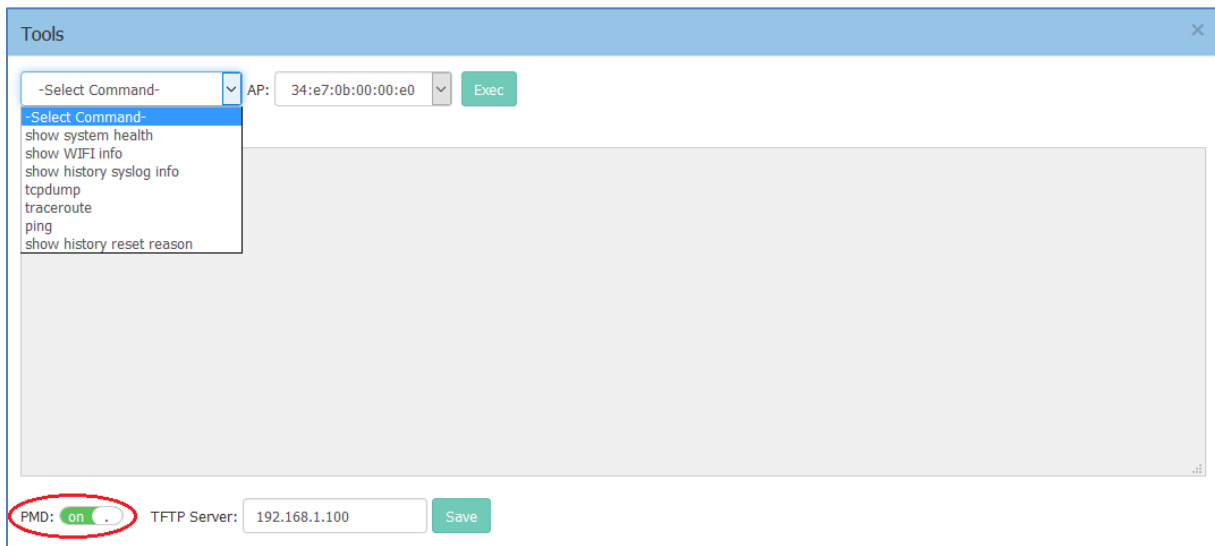 Tools
-Select Command- AP: 34:e7:0b:00:00:e0 Exec
-Select Command-
show system health
show WIFI info
show history syslog info
tcpdump
traceroute
ping
show history reset reason
PMD: on . TFTP Server: 192.168.1.100 Save